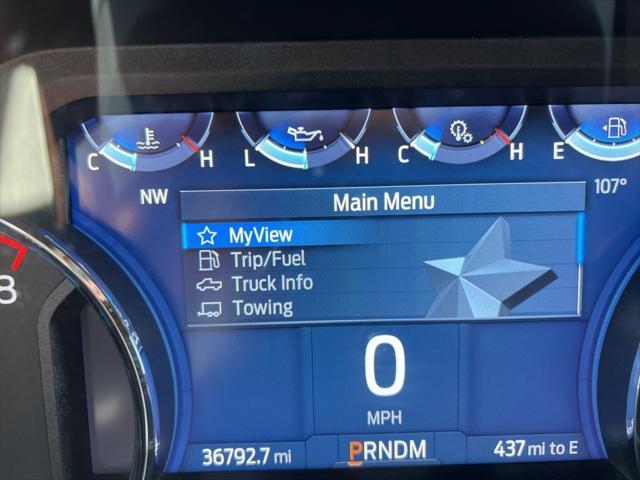 C H L H C H E
NW 107°
Main Menu
MyView
Trip/Fuel
Truck Info
Towing
8
0
MPH
36792.7 mi PRNDM 437 mi to E